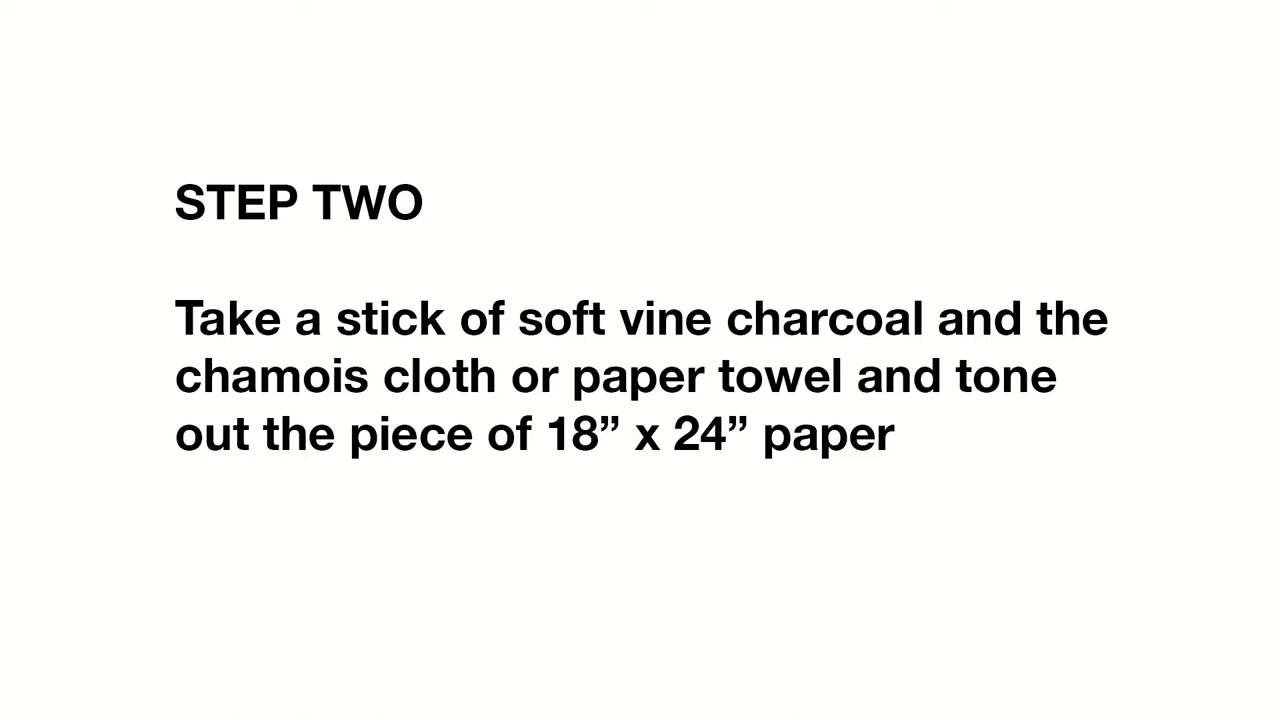 STEP TWO
Take a stick of soft vine charcoal and the
chamois cloth or paper towel and tone
out the piece of 18” x 24” paper